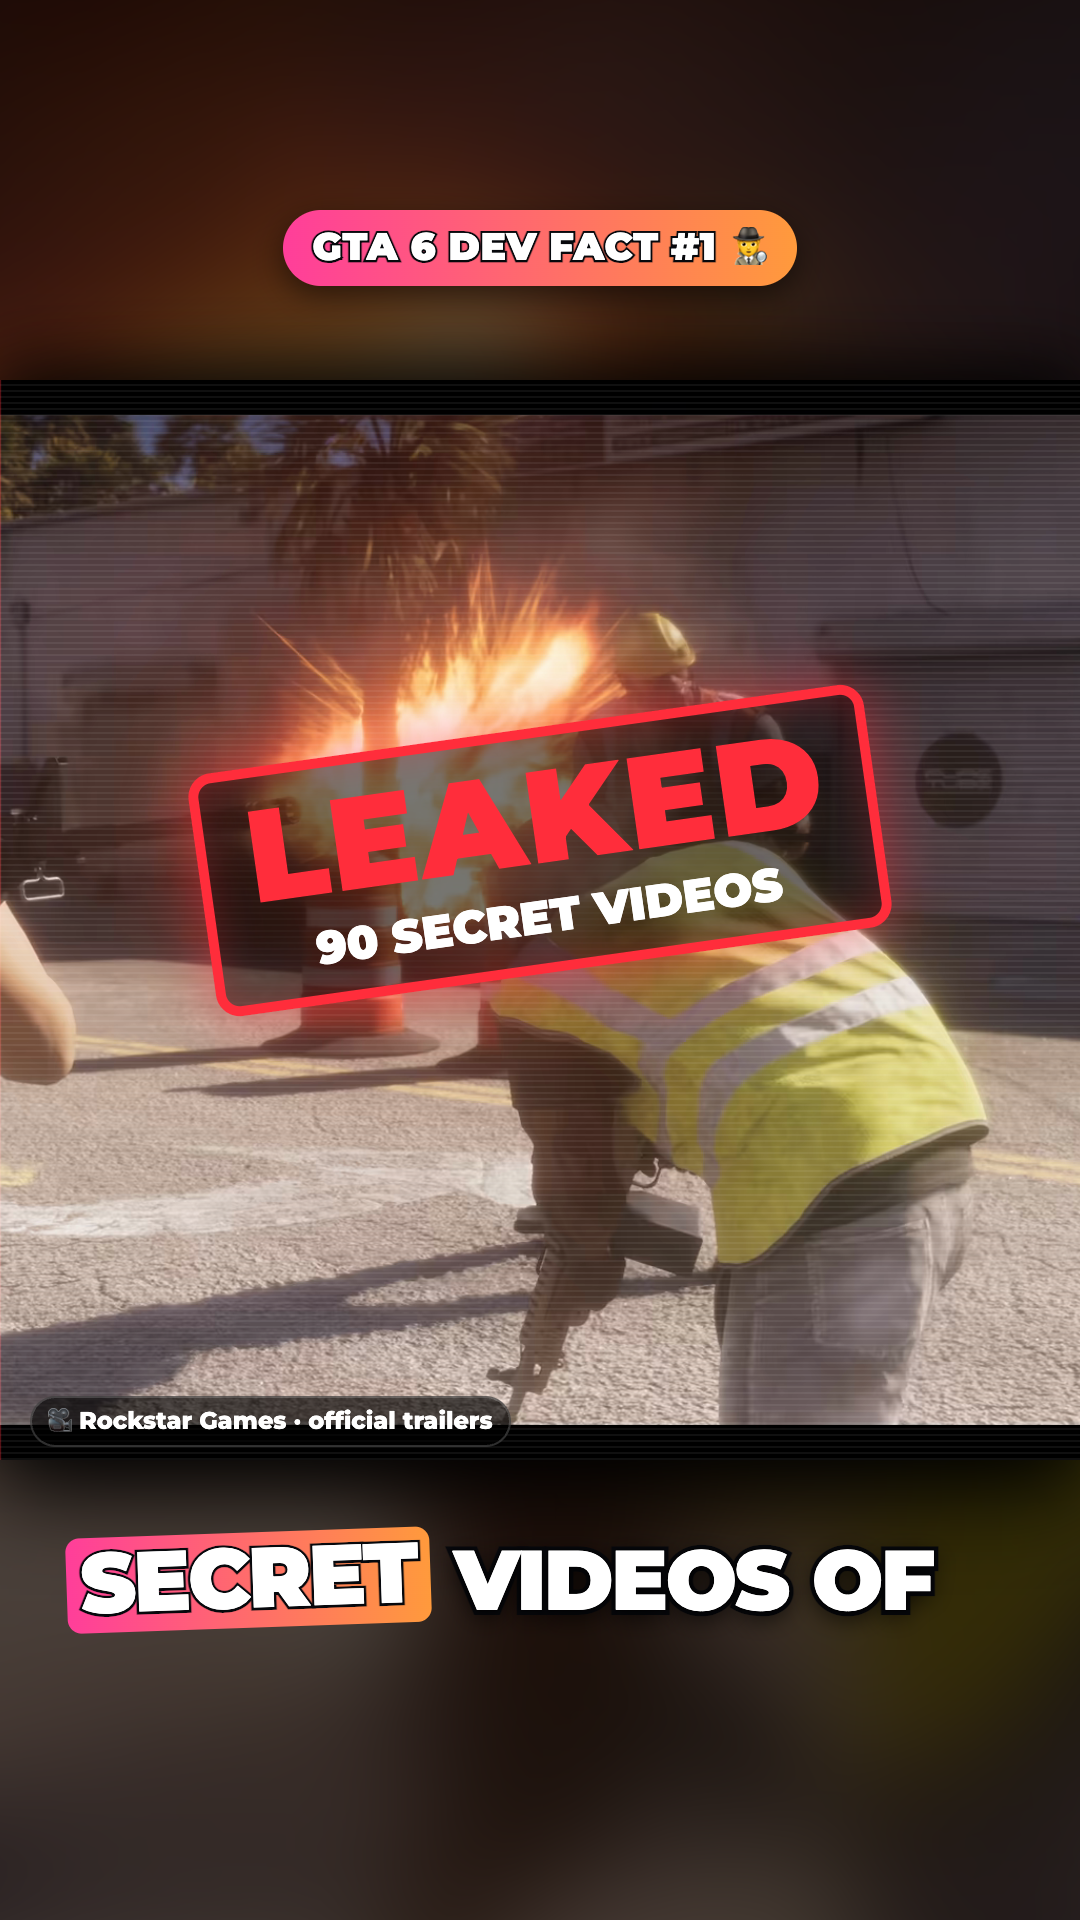 GTA 6 DEV FACT #1 🕵️
LEAKED
90 SECRET VIDEOS
🎥 Rockstar Games · official trailers
SECRET VIDEOS OF